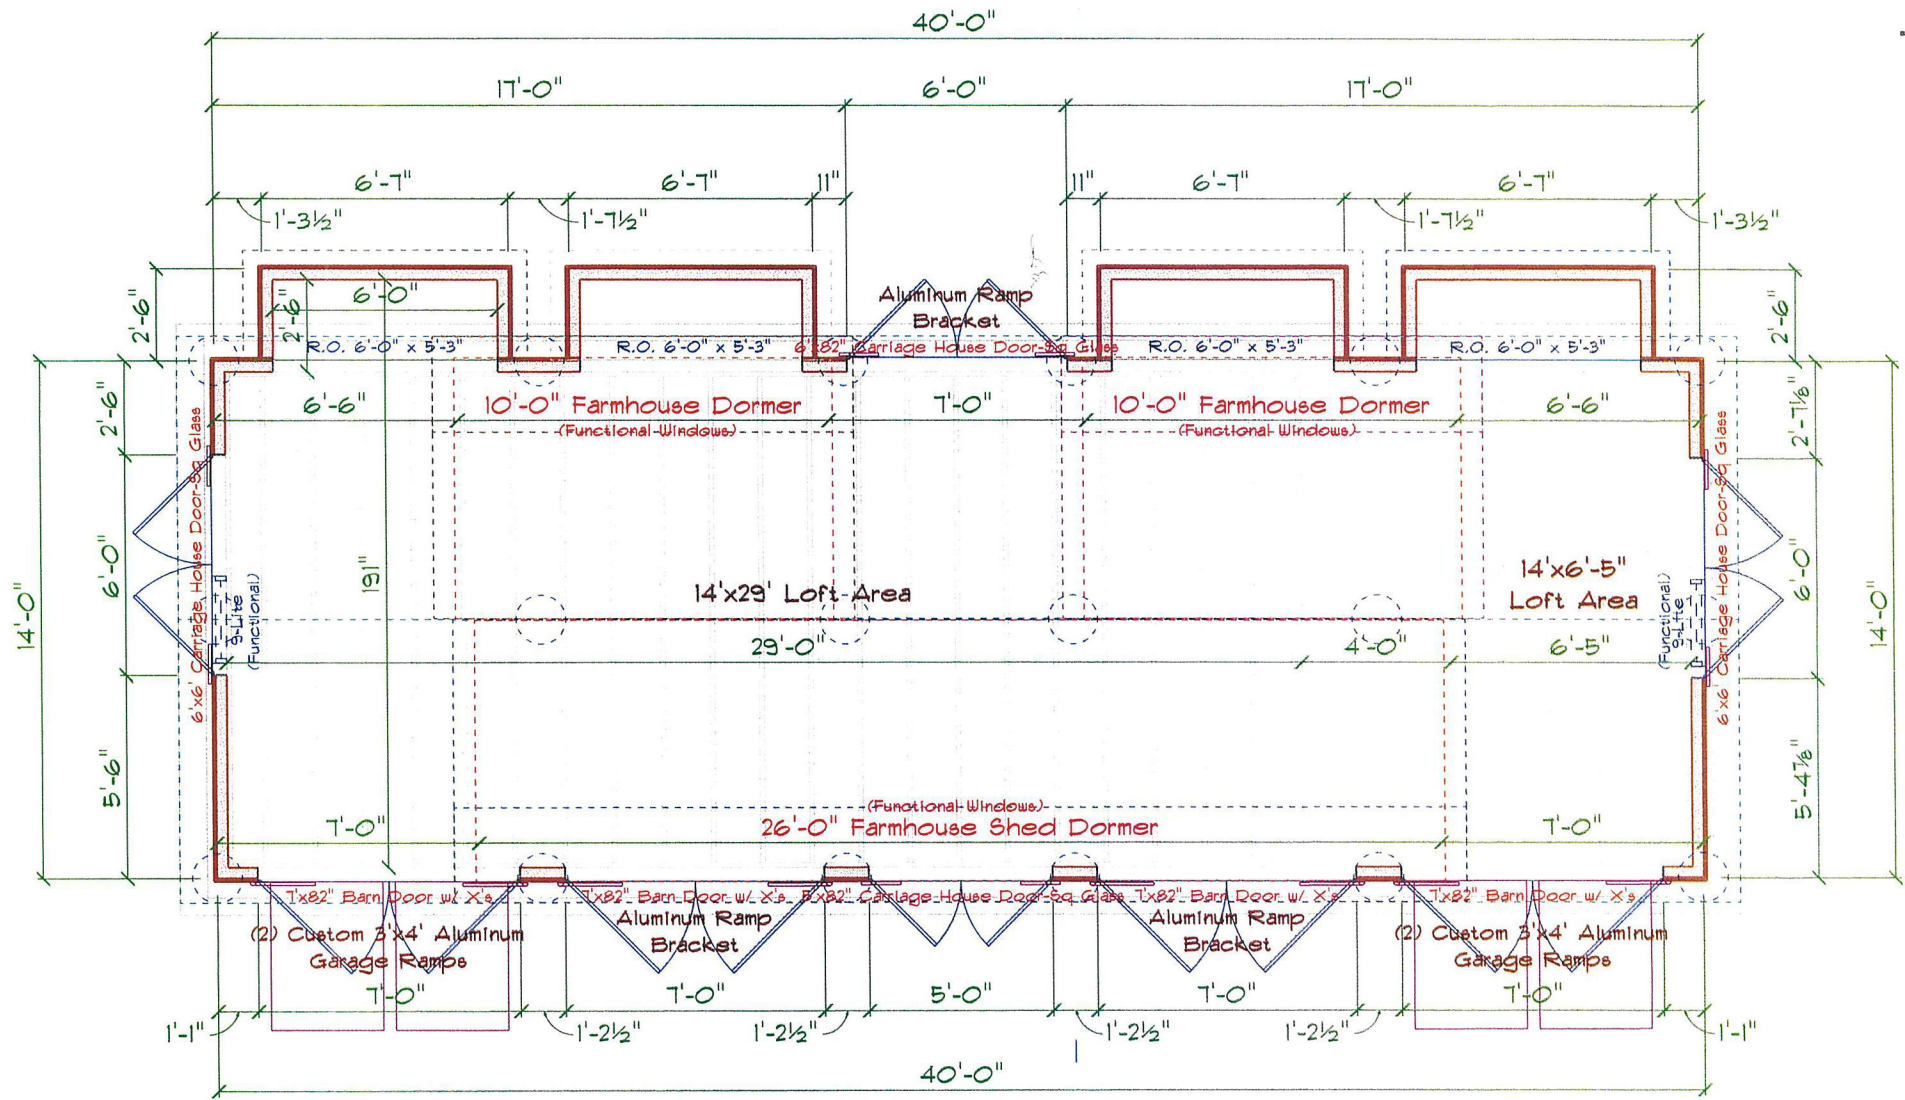 40'-0"
17'-0" 6'-0" 17'-0"
6'-7" 6'-7" 11" 11" 6'-7" 6'-7"
1'-3½" 1'-7½" 1'-7½" 1'-3½"
2'-6" 2'-6" 6'-0" Aluminum Ramp 2'-6"
Bracket
R.O. 6'-0" x 5'-3" R.O. 6'-0" x 5'-3" 6'x82" Carriage House Door-Sq Glass R.O. 6'-0" x 5'-3" R.O. 6'-0" x 5'-3"
2'-6" 6'-6" 10'-0" Farmhouse Dormer 7'-0" 10'-0" Farmhouse Dormer 6'-6" 2'-7⅛"
(Functional Windows) (Functional Windows)
6'x6' Carriage House Door-Sq Glass
6'x6' Carriage House Door-Sq Glass
14'-0" 6'-0" 191" 6'-0" 14'-0"
9-Lite
(Functional)
(Functional)
9-Lite
14'x29' Loft Area
14'x6'-5"
Loft Area
29'-0" 4'-0" 6'-5"
5'-6" 5'-4⅞"
(Functional Windows)
7'-0" 26'-0" Farmhouse Shed Dormer 7'-0"
7'x82" Barn Door w/ X's 7'x82" Barn Door w/ X's 5'x82" Carriage House Door-Sq Glass 7'x82" Barn Door w/ X's 7'x82" Barn Door w/ X's
(2) Custom 3'x4' Aluminum
Garage Ramps
Aluminum Ramp
Bracket
Aluminum Ramp
Bracket
(2) Custom 3'x4' Aluminum
Garage Ramps
7'-0" 7'-0" 5'-0" 7'-0" 7'-0"
1'-1" 1'-2½" 1'-2½" 1'-2½" 1'-2½" 1'-1"
40'-0"